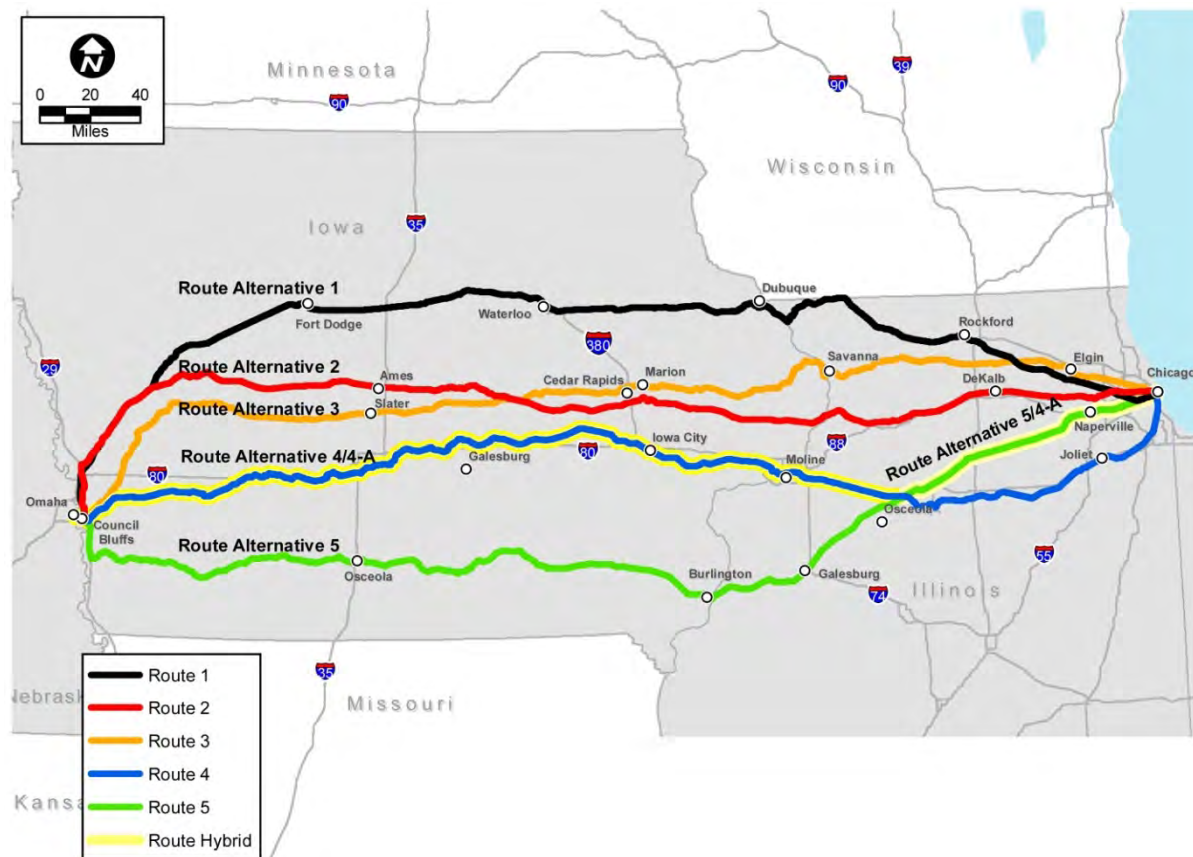 N
0 20 40
Miles
Minnesota
90
90
39
Wisconsin
Iowa
35
Route Alternative 1
Fort Dodge
Waterloo
Dubuque
Rockford
380
29
Route Alternative 2
Ames
Cedar Rapids
Marion
Savanna
Elgin
Chicago
DeKalb
Route Alternative 3
Slater
Naperville
Route Alternative 5/4-A
88
Route Alternative 4/4-A
Iowa City
80
80
Galesburg
Moline
Joliet
Omaha
Council
Bluffs
Osceola
Route Alternative 5
Osceola
55
Burlington
Galesburg
74
Illinois
35
Missouri
Nebrask
Kansa
Route 1
Route 2
Route 3
Route 4
Route 5
Route Hybrid